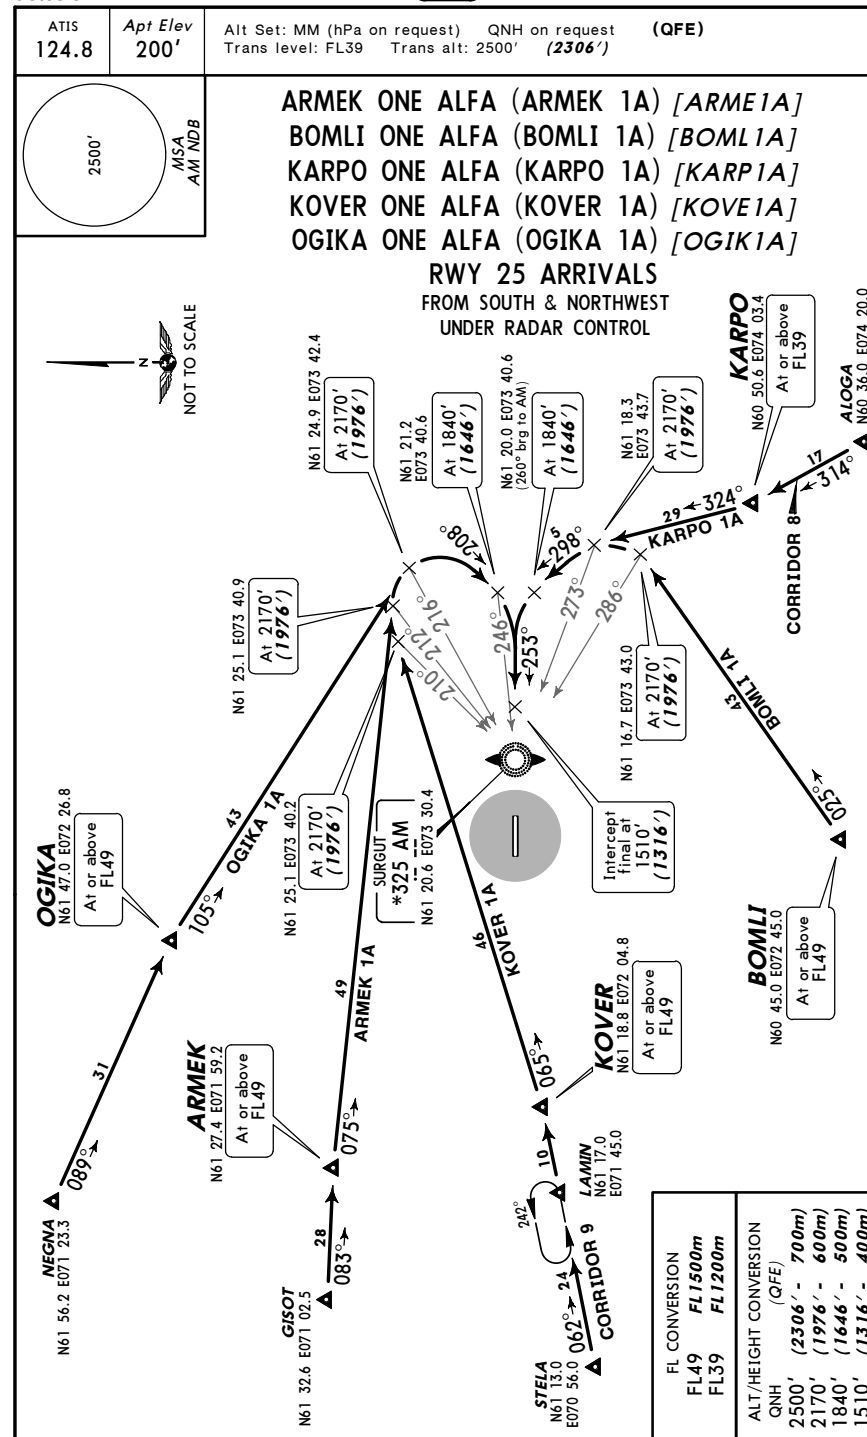 ATIS
124.8
Apt Elev
200'
Alt Set: MM (hPa on request) QNH on request (QFE)
Trans level: FL39 Trans alt: 2500' (2306')
2500'
MSA
AM NDB
ARMEK ONE ALFA (ARMEK 1A) [ARME1A]
BOMLI ONE ALFA (BOMLI 1A) [BOML1A]
KARPO ONE ALFA (KARPO 1A) [KARP1A]
KOVER ONE ALFA (KOVER 1A) [KOVE1A]
OGIKA ONE ALFA (OGIKA 1A) [OGIK1A]
RWY 25 ARRIVALS
FROM SOUTH & NORTHWEST
UNDER RADAR CONTROL
N
NOT TO SCALE
N61 24.9 E073 42.4
At 2170'
(1976')
N61 21.2
E073 40.6
At 1840'
(1646')
N61 20.0 E073 40.6
(260° brg to AM)
At 1840'
(1646')
N61 18.3
E073 43.7
At 2170'
(1976')
KARPO
N60 50.6 E074 03.4
At or above
FL39
ALOGA
N60 36.0 E074 20.0
17
314°
CORRIDOR 8
29
324°
KARPO 1A
5
298°
208°
216°
212°
210°
246°
253°
273°
286°
N61 25.1 E073 40.9
At 2170'
(1976')
N61 25.1 E073 40.2
At 2170'
(1976')
N61 16.7 E073 43.0
At 2170'
(1976')
BOMLI 1A
43
025°
BOMLI
N60 45.0 E072 45.0
At or above
FL49
SURGUT
*325 AM
N61 20.6 E073 30.4
Intercept
final at
1510'
(1316')
OGIKA
N61 47.0 E072 26.8
At or above
FL49
43
105°
OGIKA 1A
31
089°
NEGNA
N61 56.2 E071 23.3
ARMEK
N61 27.4 E071 59.2
At or above
FL49
49
ARMEK 1A
075°
28
083°
GISOT
N61 32.6 E071 02.5
46
KOVER 1A
065°
KOVER
N61 18.8 E072 04.8
At or above
FL49
10
LAMIN
N61 17.0
E071 45.0
242°
24
062°
CORRIDOR 9
STELA
N61 13.0
E070 56.0
FL CONVERSION
FL49 FL1500m
FL39 FL1200m
ALT/HEIGHT CONVERSION
QNH (QFE)
2500' (2306' - 700m)
2170' (1976' - 600m)
1840' (1646' - 500m)
1510' (1316' - 400m)